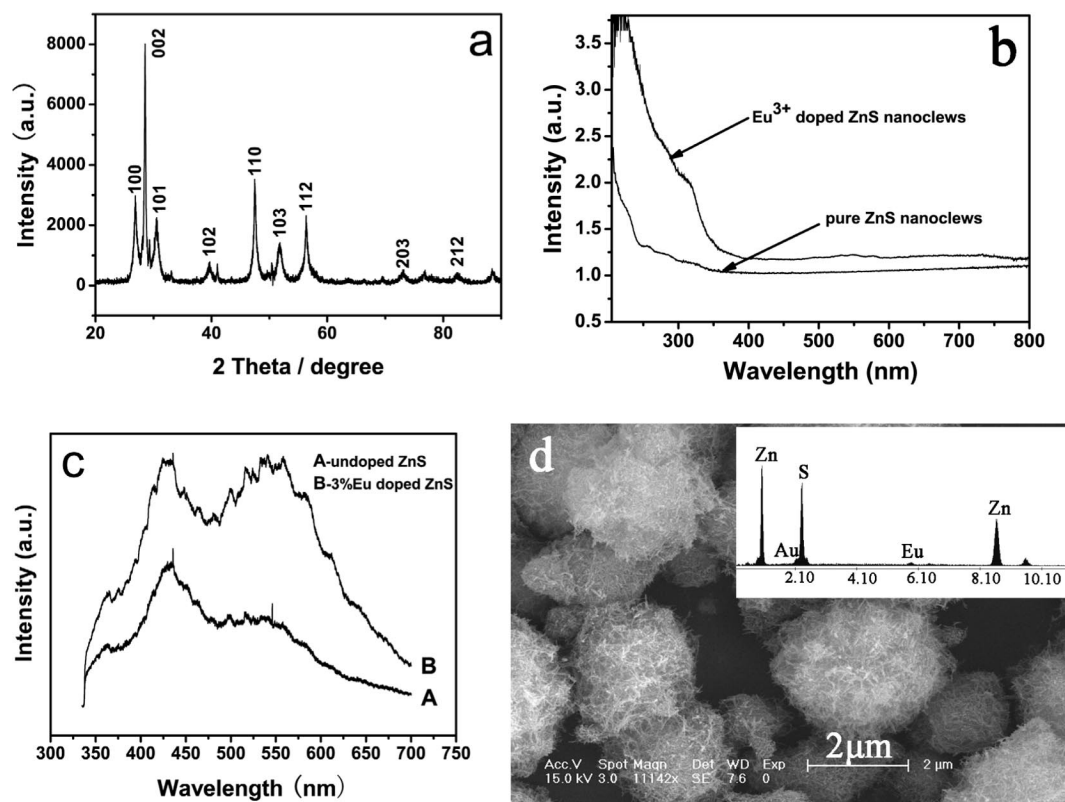 a
8000
6000
4000
2000
0
Intensity (a.u.)
100
002
101
102
110
103
112
203
212
20 40 60 80
2 Theta / degree
b
3.5
3.0
2.5
2.0
1.5
1.0
0.5
Intensity (a.u.)
Eu3+ doped ZnS nanoclews
pure ZnS nanoclews
300 400 500 600 700 800
Wavelength (nm)
c
A-undoped ZnS
B-3%Eu doped ZnS
Intensity (a.u.)
B
A
300 350 400 450 500 550 600 650 700 750
Wavelength (nm)
d
Zn
S
Au
Eu
Zn
2.10 4.10 6.10 8.10 10.10
2μm
Acc.V Spot Magn Det WD Exp
15.0 kV 3.0 11142x SE 7.6 0
2 μm